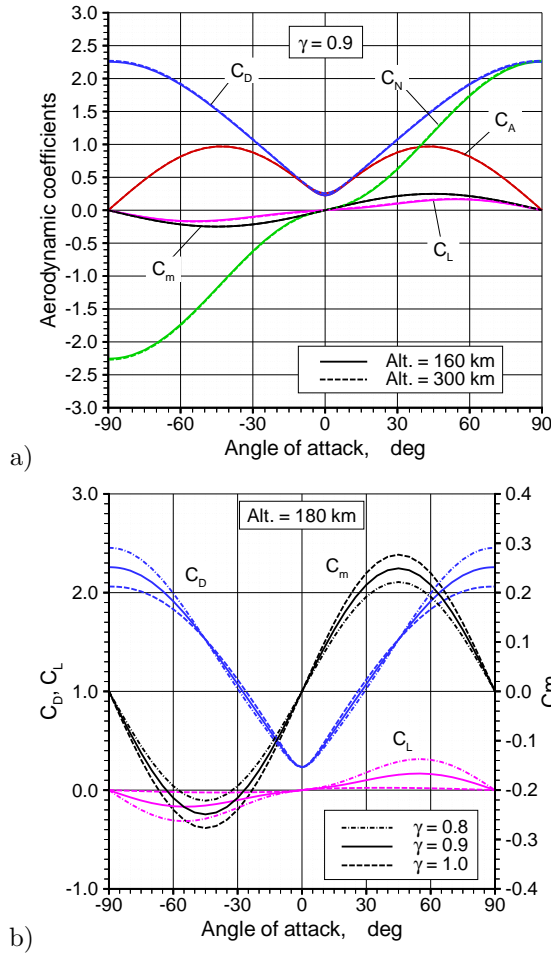 a)
Aerodynamic coefficients
3.0
2.5
2.0
1.5
1.0
0.5
0.0
-0.5
-1.0
-1.5
-2.0
-2.5
-3.0
γ = 0.9
C_D
C_N
C_A
C_m
C_L
Alt. = 160 km
Alt. = 300 km
-90 -60 -30 0 30 60 90
Angle of attack, deg
b)
C_D, C_L
3.0
2.0
1.0
0.0
-1.0
Alt. = 180 km
C_D
C_m
C_L
γ = 0.8
γ = 0.9
γ = 1.0
0.4
0.3
0.2
0.1
0.0
-0.1
-0.2
-0.3
-0.4
Cm
-90 -60 -30 0 30 60 90
Angle of attack, deg